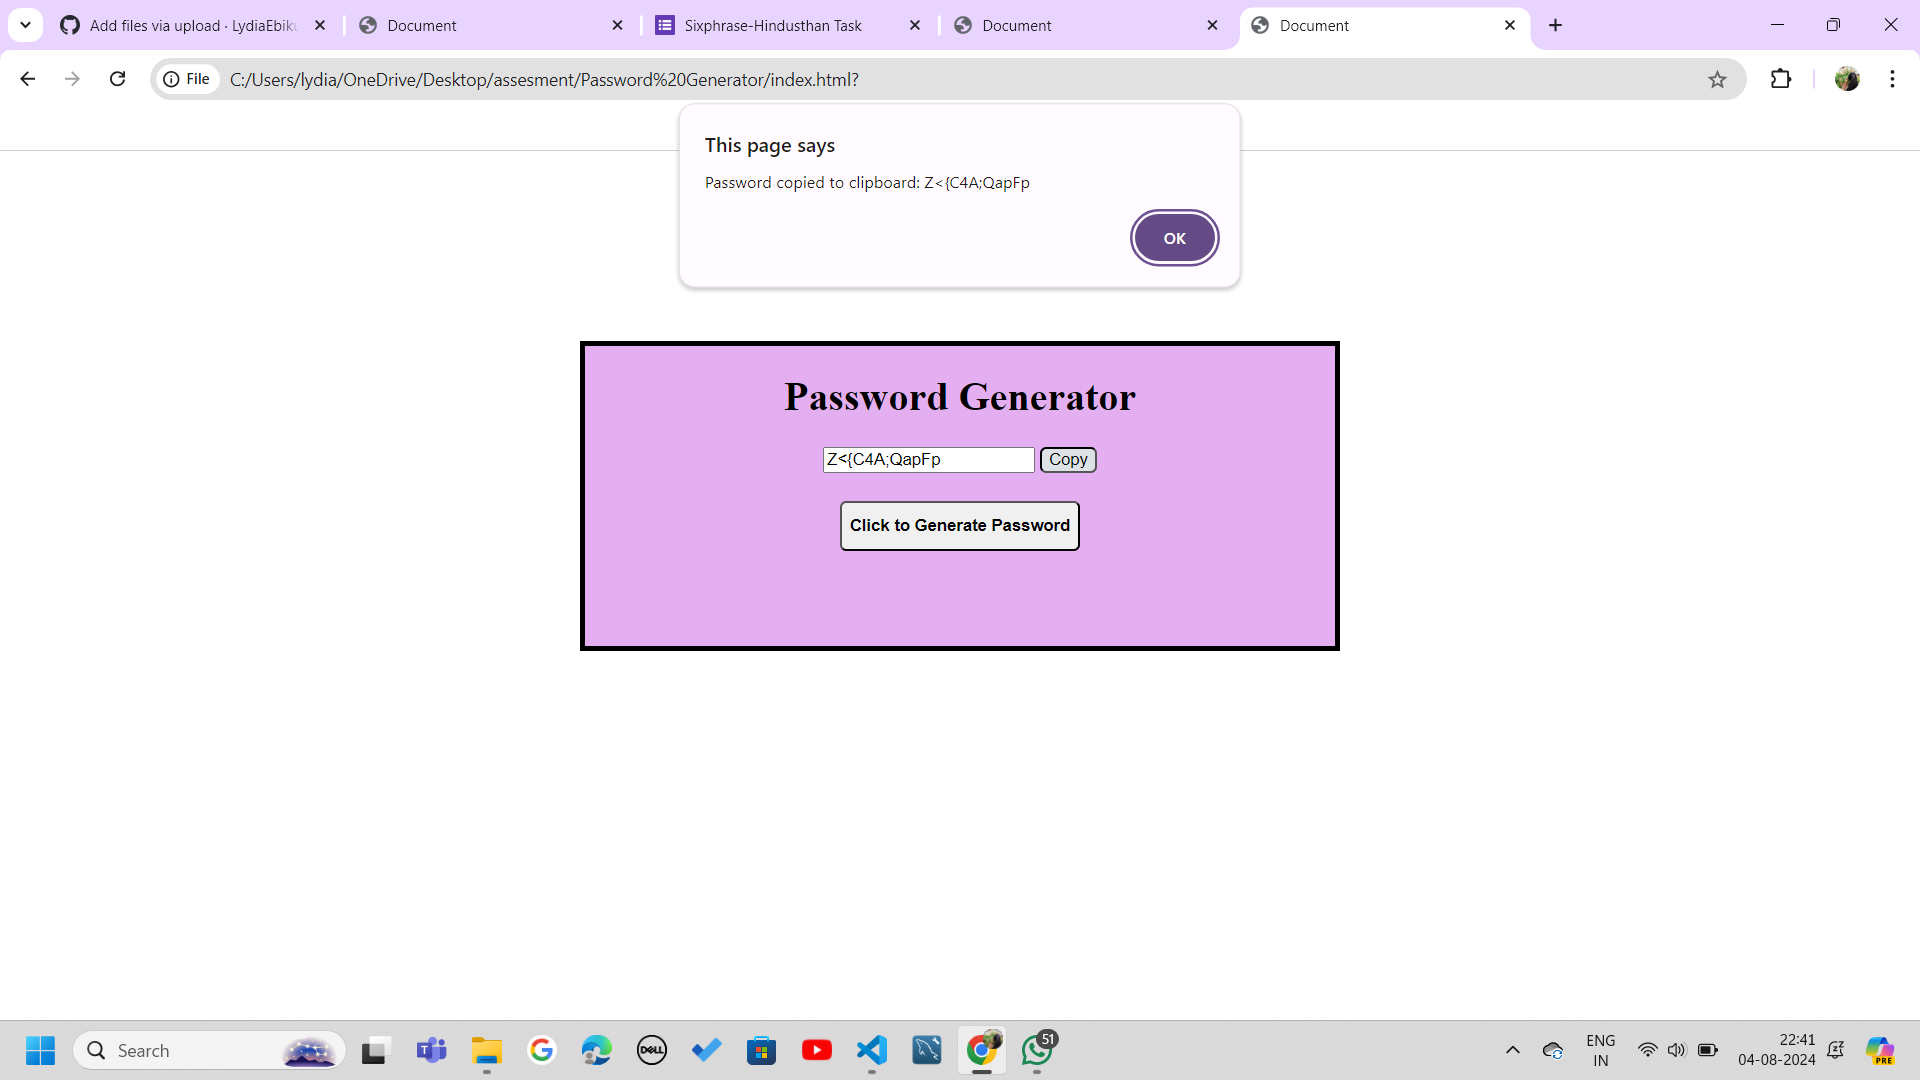 Add files via upload · LydiaEbik
Document
Sixphrase-Hindusthan Task
Document
Document
File
C:/Users/lydia/OneDrive/Desktop/assesment/Password%20Generator/index.html?
This page says
Password copied to clipboard: Z<{C4A;QapFp
OK
Password Generator
Z<{C4A;QapFp
Copy
Click to Generate Password
Search
DELL
51
ENG
IN
22:41
04-08-2024
PRE